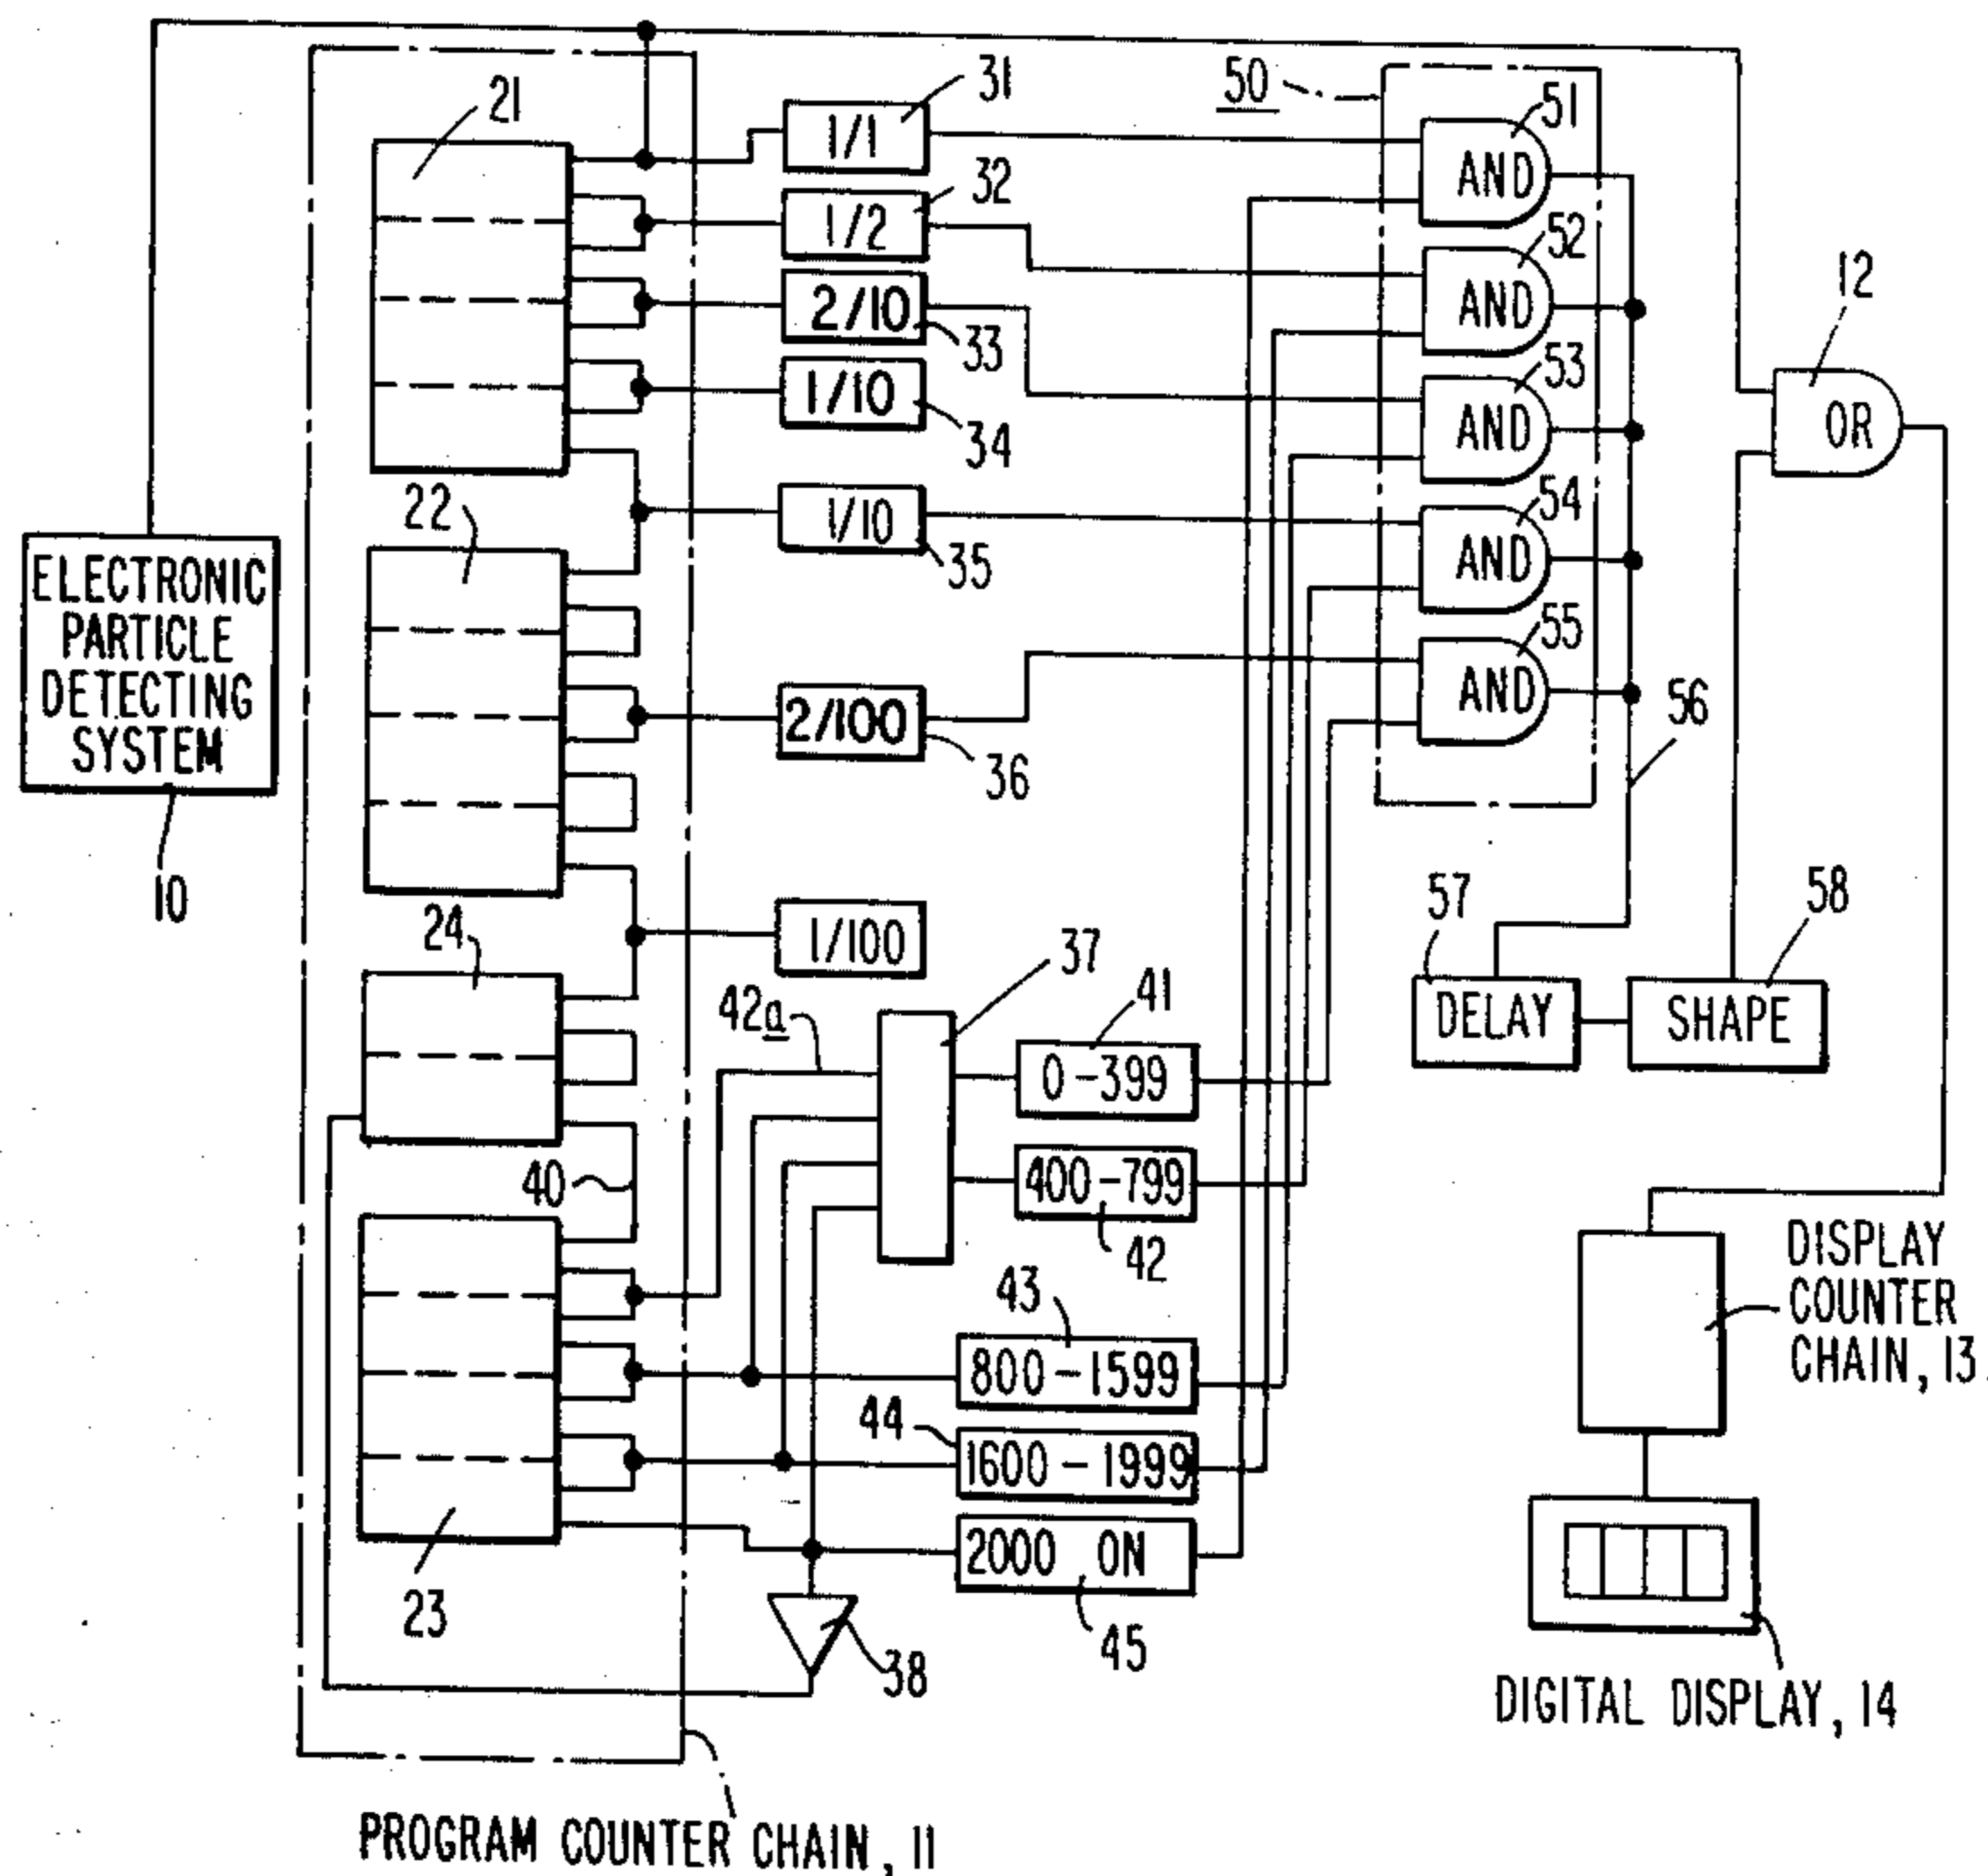 21
31
1/1
50
51
AND
32
1/2
52
AND
12
OR
2/10
33
53
AND
1/10
34
22
1/10
35
54
AND
ELECTRONIC
PARTICLE
DETECTING
SYSTEM
10
2/100
36
55
AND
56
24
1/100
37
57
DELAY
58
SHAPE
42a
41
0-399
40
400-799
42
DISPLAY
COUNTER
CHAIN, 13
43
800-1599
44
1600-1999
2000 ON
45
23
38
DIGITAL DISPLAY, 14
PROGRAM COUNTER CHAIN, 11